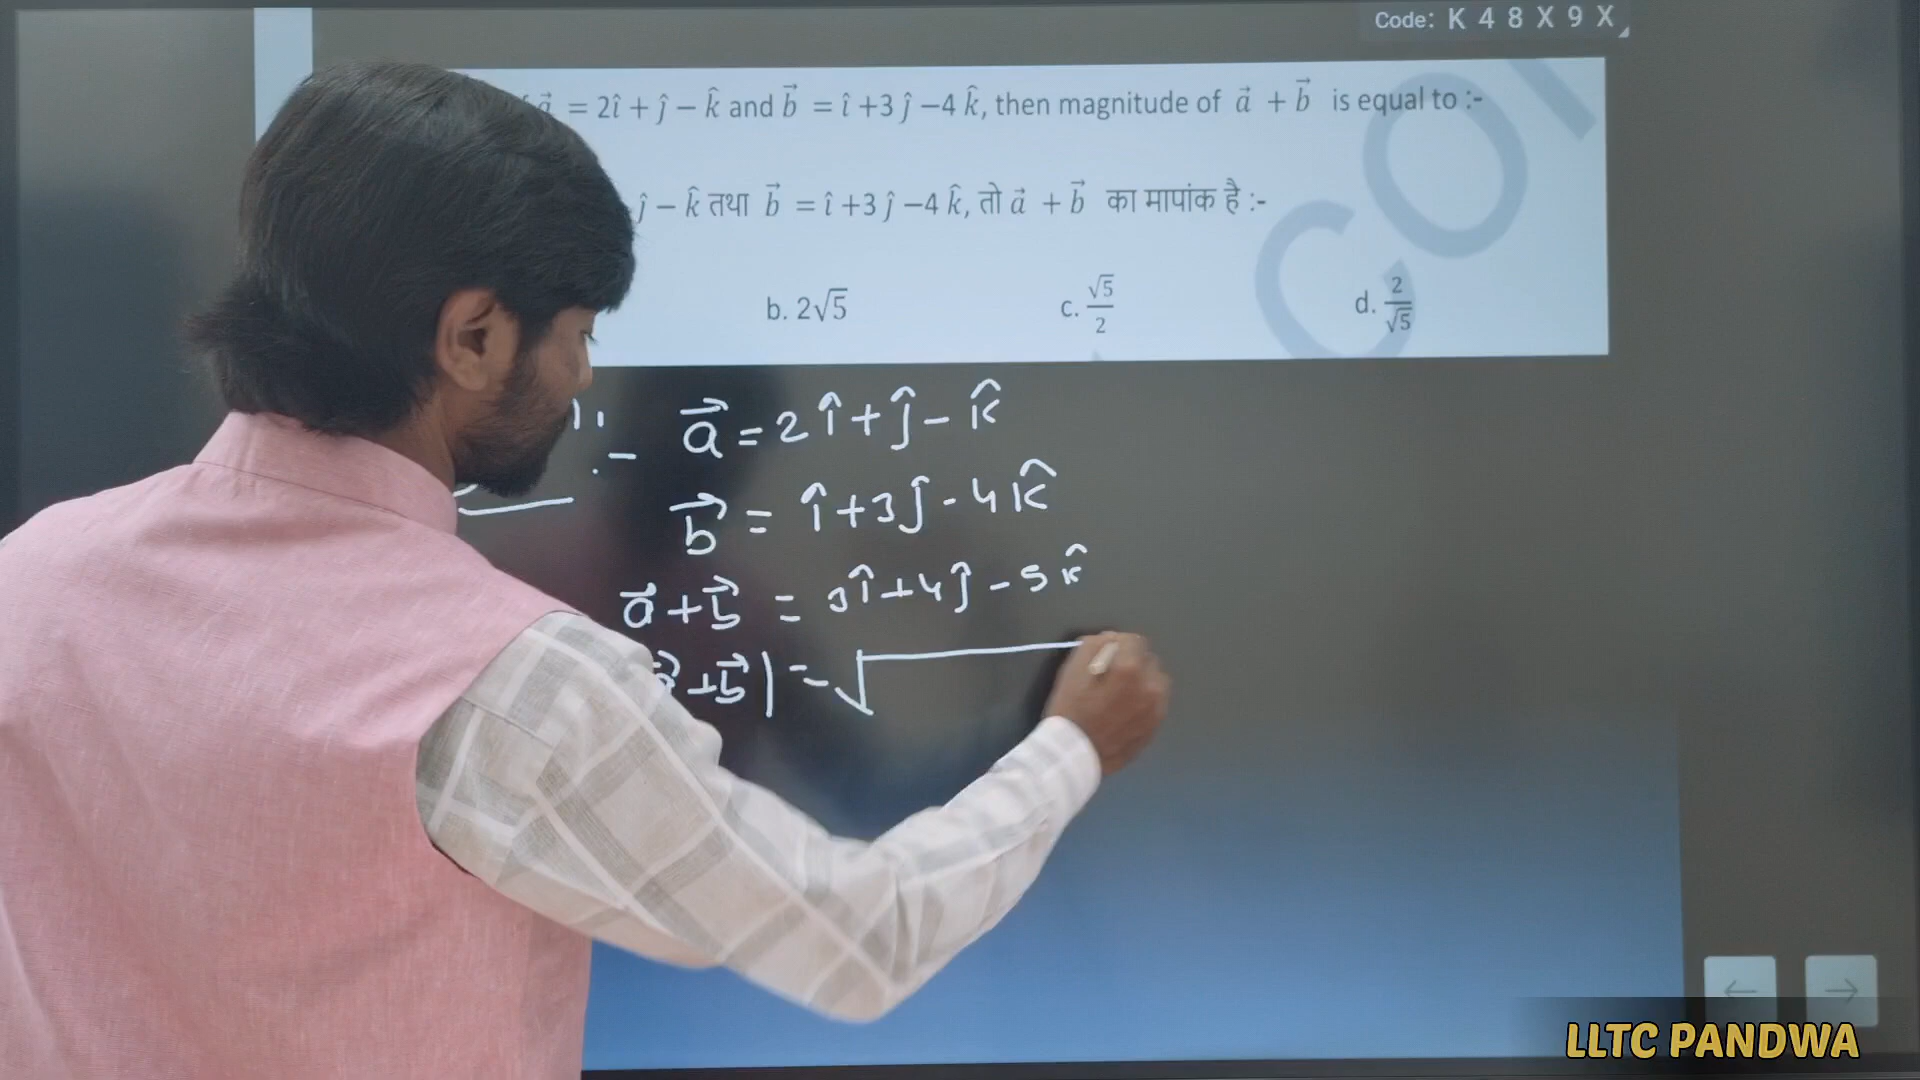 Code: K 4 8 X 9 X
= 2î + ĵ − k̂ and b⃗ = î +3 ĵ −4 k̂, then magnitude of a⃗ + b⃗ is equal to :-
ĵ − k̂ तथा b⃗ = î +3 ĵ −4 k̂, तो a⃗ + b⃗ का मापांक है :-
b. 2√5 c. √5/2 d. 2/√5
a⃗ = 2î + ĵ − k̂
b⃗ = î + 3ĵ - 4k̂
a⃗ + b⃗ = 3î + 4ĵ − 5k̂
+ b⃗ | = √
COM
LLTC PANDWA